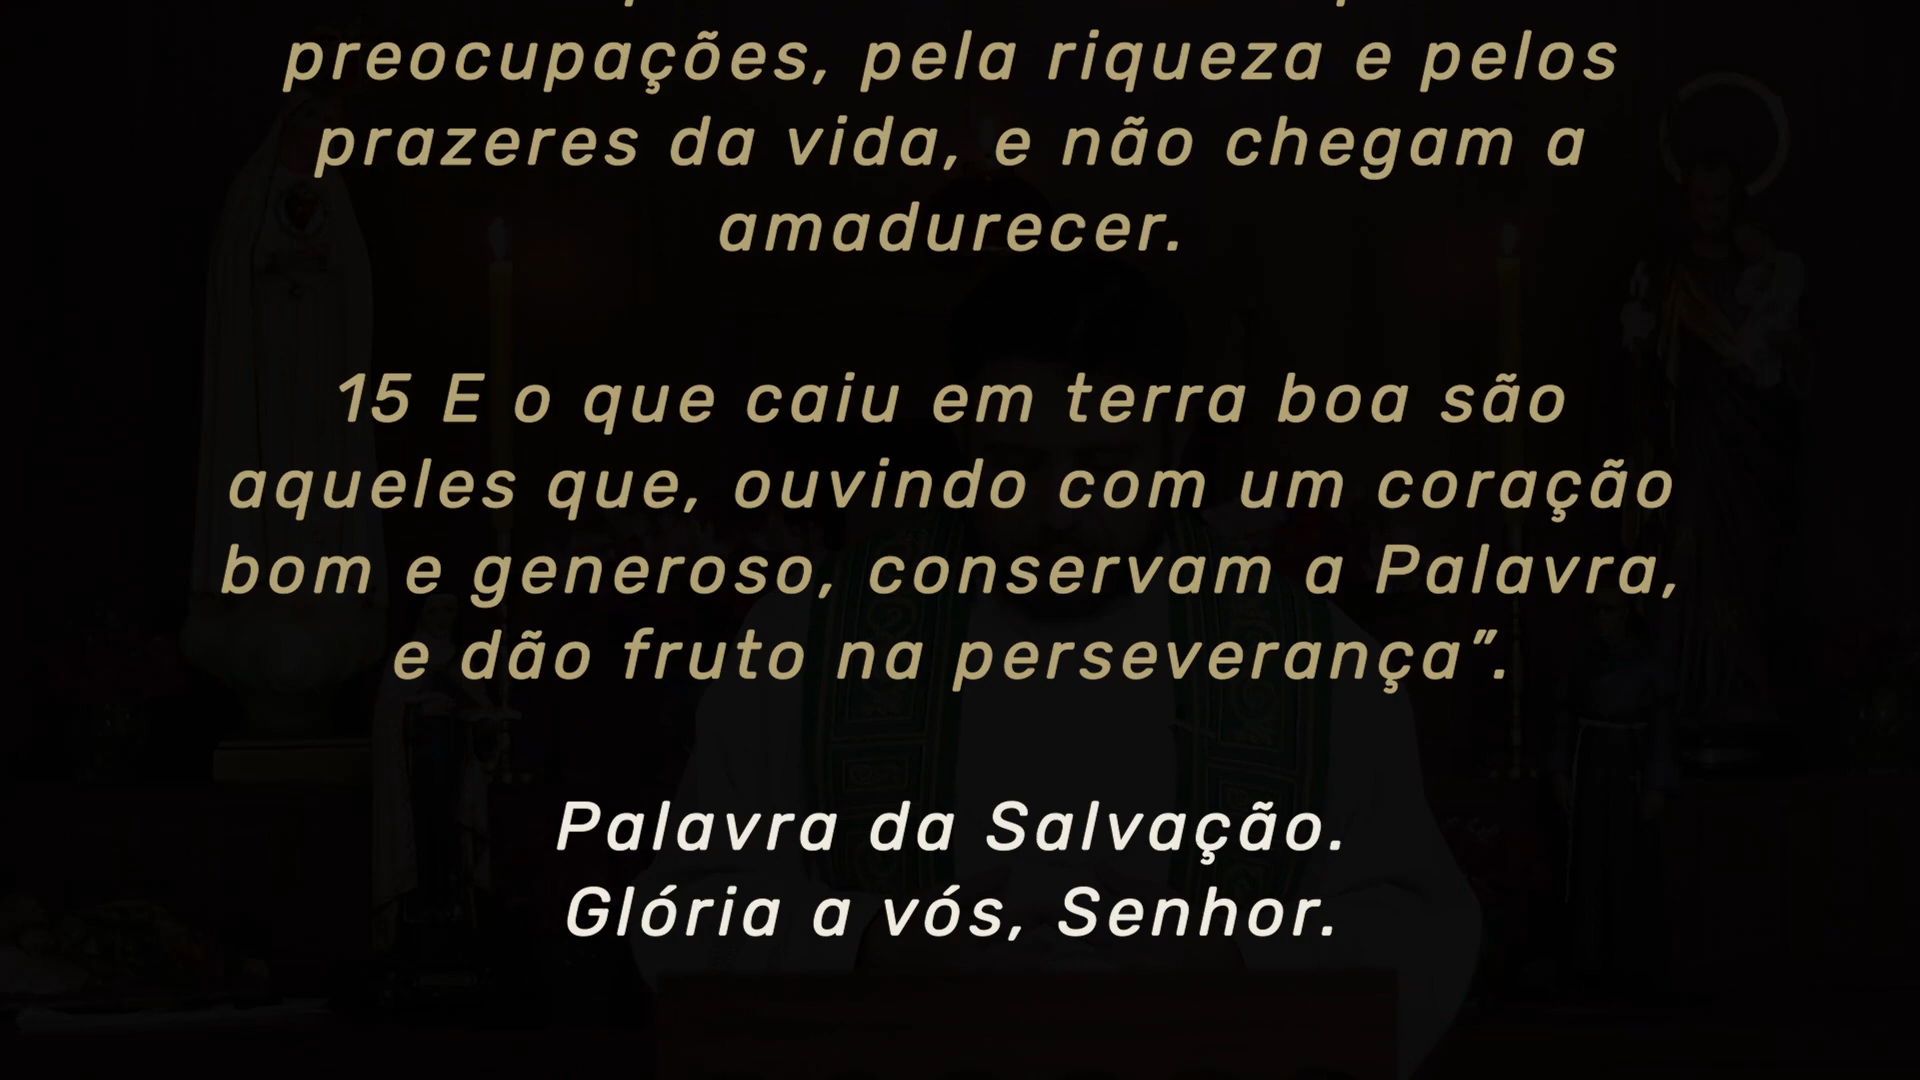 preocupações, pela riqueza e pelos
prazeres da vida, e não chegam a
amadurecer.
15 E o que caiu em terra boa são
aqueles que, ouvindo com um coração
bom e generoso, conservam a Palavra,
e dão fruto na perseverança”.
Palavra da Salvação.
Glória a vós, Senhor.